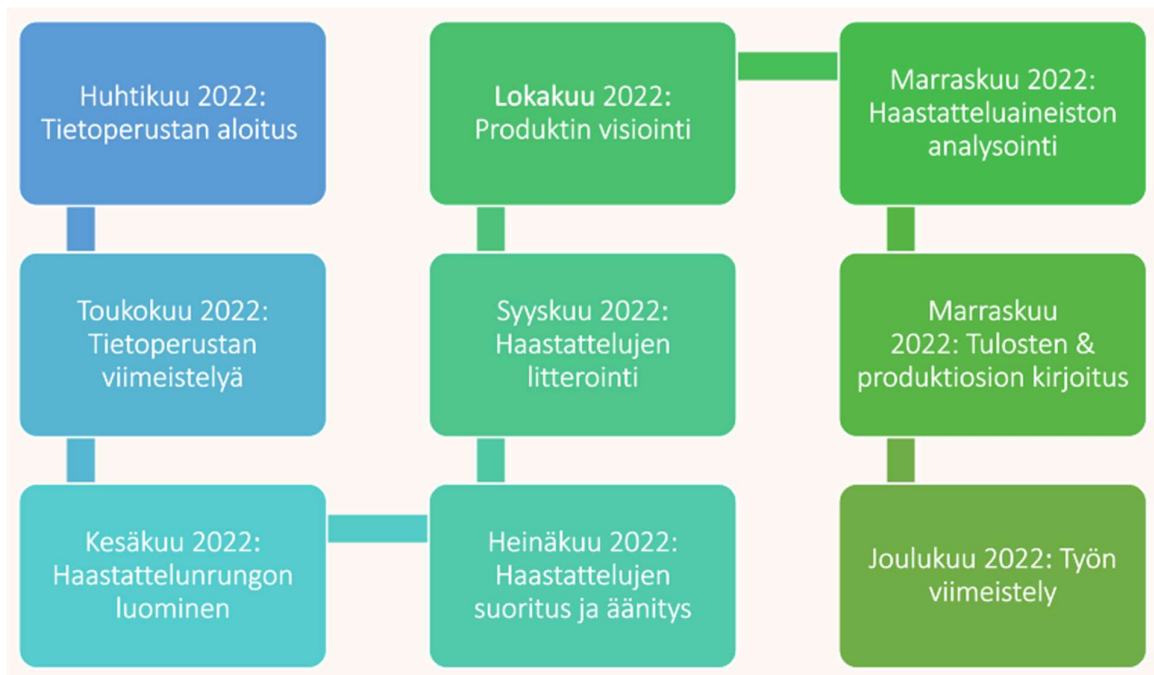 Huhtikuu 2022:
Tietoperustan aloitus
Toukokuu 2022:
Tietoperustan
viimeistelyä
Kesäkuu 2022:
Haastattelunrungon
luominen
Heinäkuu 2022:
Haastattelujen
suoritus ja äänitys
Syyskuu 2022:
Haastattelujen
litterointi
Lokakuu 2022:
Produktin visiointi
Marraskuu 2022:
Haastatteluaineiston
analysointi
Marraskuu
2022: Tulosten &
produktiosion kirjoitus
Joulukuu 2022: Työn
viimeistely